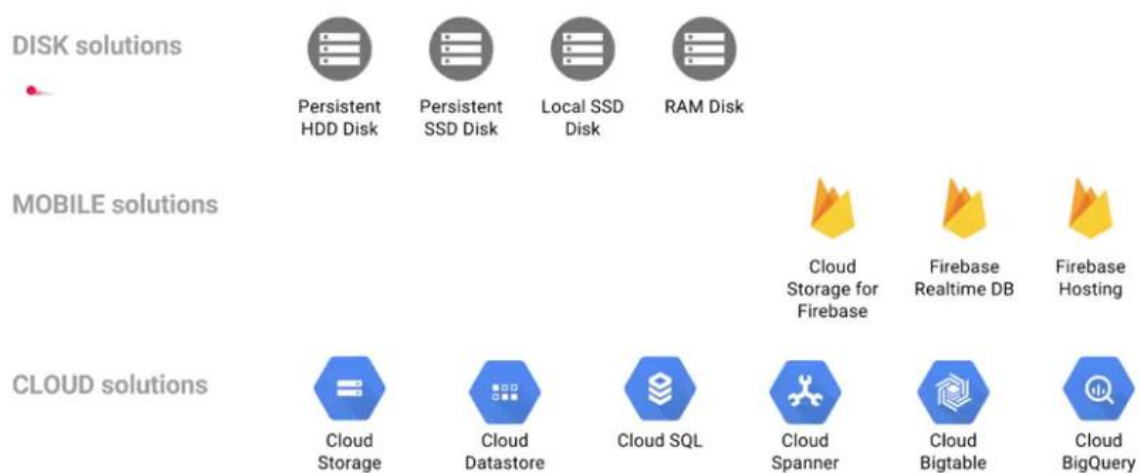 DISK solutions
Persistent
HDD Disk
Persistent
SSD Disk
Local SSD
Disk
RAM Disk
MOBILE solutions
Cloud
Storage for
Firebase
Firebase
Realtime DB
Firebase
Hosting
CLOUD solutions
Cloud
Storage
Cloud
Datastore
Cloud SQL
Cloud
Spanner
Cloud
Bigtable
Cloud
BigQuery